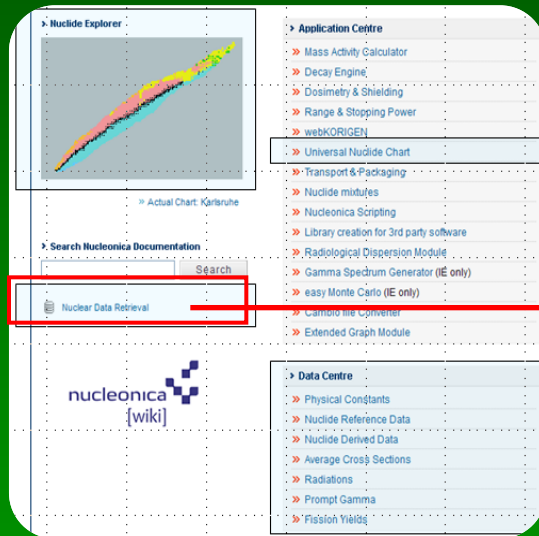 Nuclide Explorer
» Actual Chart: Karlsruhe
Search Nucleonica Documentation
Search
Nuclear Data Retrieval
nucleonica
[wiki]
Application Centre
» Mass Activity Calculator
» Decay Engine
» Dosimetry & Shielding
» Range & Stopping Power
» webKORIGEN
» Universal Nuclide Chart
» Transport & Packaging
» Nuclide mixtures
» Nucleonica Scripting
» Library creation for 3rd party software
» Radiological Dispersion Module
» Gamma Spectrum Generator (IE only)
» easy Monte Carlo (IE only)
» Cambio file Converter
» Extended Graph Module
Data Centre
» Physical Constants
» Nuclide Reference Data
» Nuclide Derived Data
» Average Cross Sections
» Radiations
» Prompt Gamma
» Fission Yields